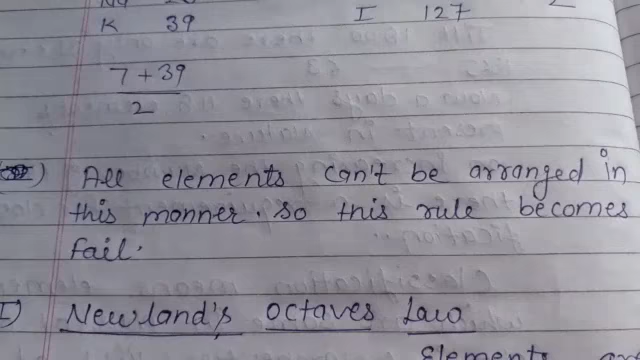 K 39 I 127
7 + 39
2
) All elements can't be arranged in
this manner. so this rule becomes
fail.
I) Newland's octaves Law
Elements